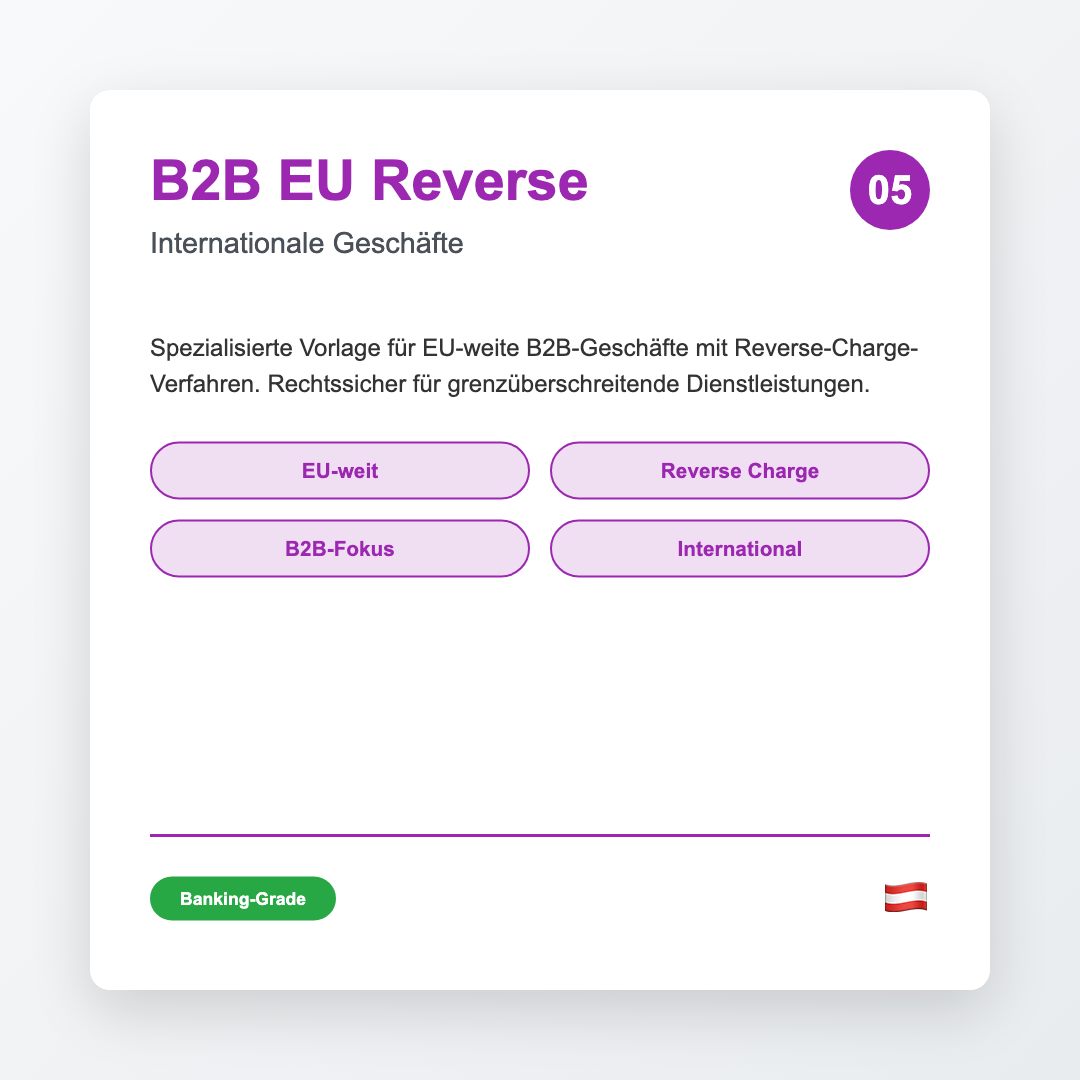 B2B EU Reverse
05
Internationale Geschäfte
Spezialisierte Vorlage für EU-weite B2B-Geschäfte mit Reverse-Charge-
Verfahren. Rechtssicher für grenzüberschreitende Dienstleistungen.
EU-weit
Reverse Charge
B2B-Fokus
International
Banking-Grade